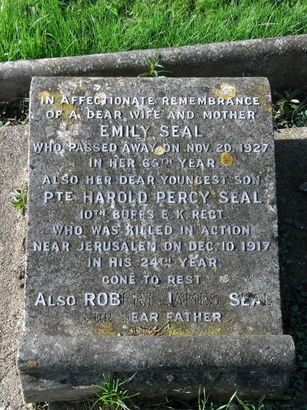 IN AFFECTIONATE REMEMBRANCE
OF A DEAR WIFE AND MOTHER
EMILY SEAL
WHO PASSED AWAY ON NOV. 20. 1927
IN HER 66TH YEAR.
ALSO HER DEAR YOUNGEST SON
PTE HAROLD PERCY SEAL
10TH BUFFS E.K. REGT.
WHO WAS KILLED IN ACTION
NEAR JERUSALEM ON DEC. 10. 1917
IN HIS 24TH YEAR.
GONE TO REST.
ALSO ROBERT JAMES SEAL
OUR DEAR FATHER